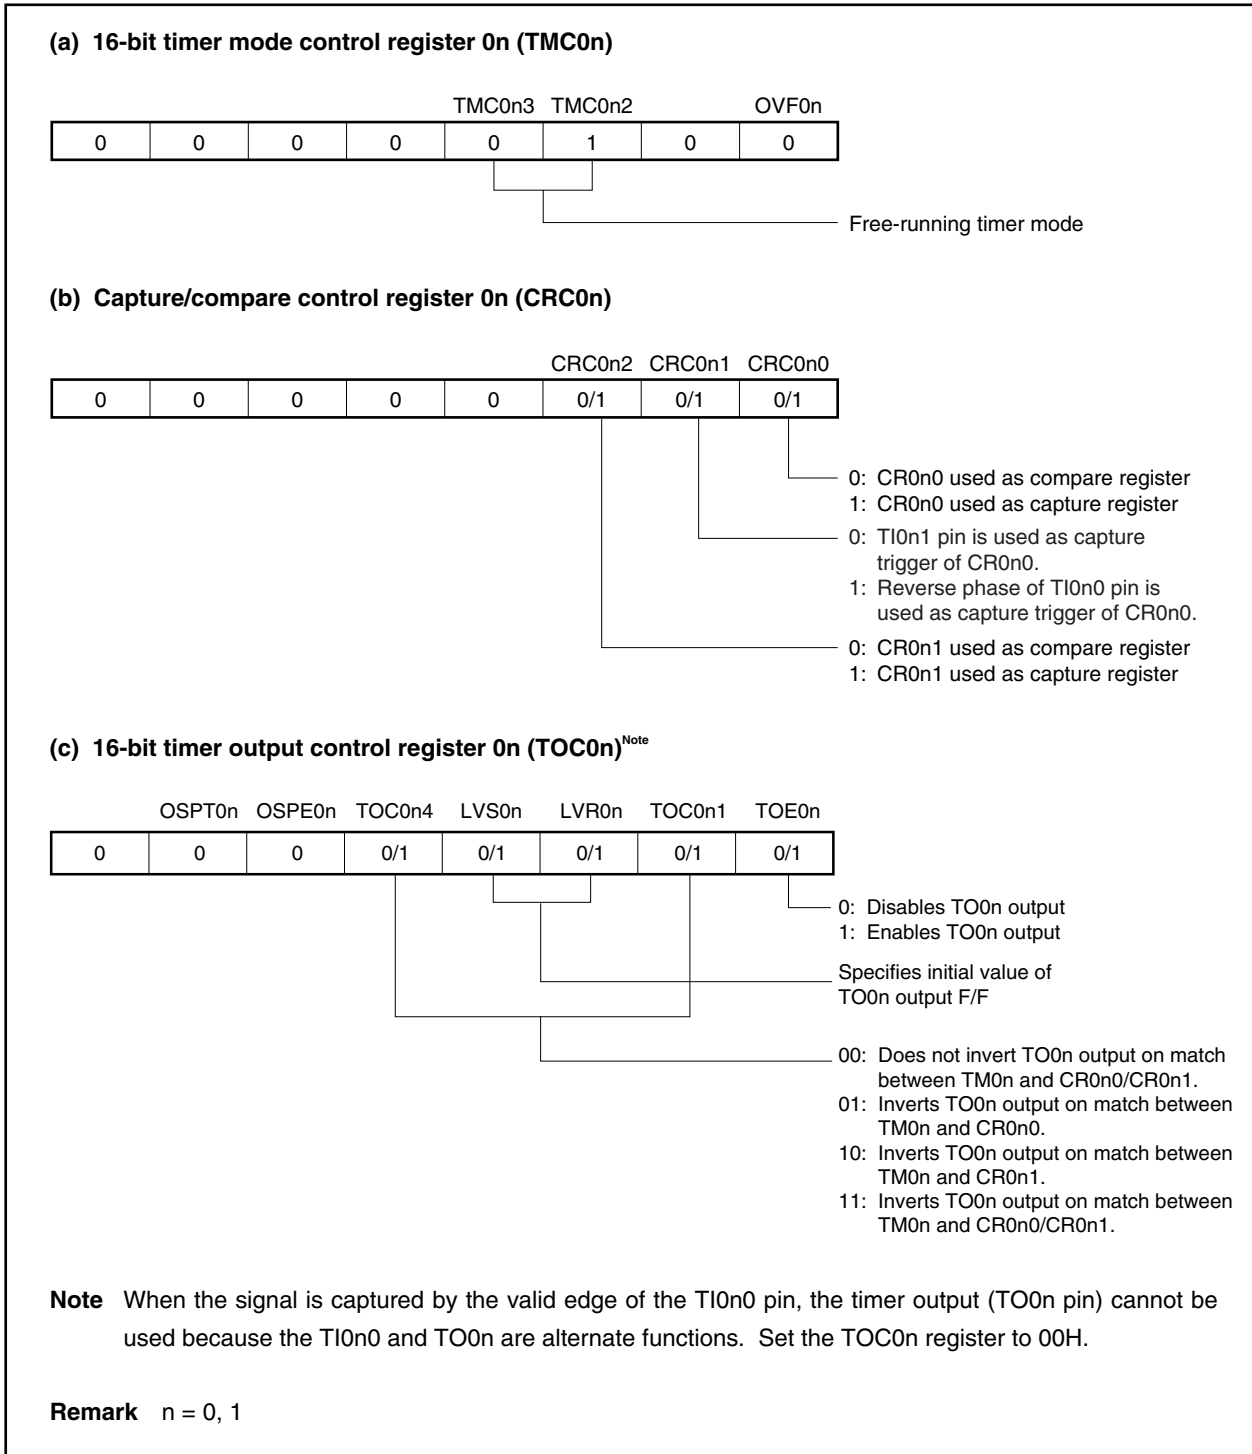 (a) 16-bit timer mode control register 0n (TMC0n)
TMC0n3 TMC0n2 OVF0n
0 0 0 0 0 1 0 0
Free-running timer mode
(b) Capture/compare control register 0n (CRC0n)
CRC0n2 CRC0n1 CRC0n0
0 0 0 0 0 0/1 0/1 0/1
0: CR0n0 used as compare register
1: CR0n0 used as capture register
0: TI0n1 pin is used as capture
trigger of CR0n0.
1: Reverse phase of TI0n0 pin is
used as capture trigger of CR0n0.
0: CR0n1 used as compare register
1: CR0n1 used as capture register
(c) 16-bit timer output control register 0n (TOC0n)Note
OSPT0n OSPE0n TOC0n4 LVS0n LVR0n TOC0n1 TOE0n
0 0 0 0/1 0/1 0/1 0/1 0/1
0: Disables TO0n output
1: Enables TO0n output
Specifies initial value of
TO0n output F/F
00: Does not invert TO0n output on match
between TM0n and CR0n0/CR0n1.
01: Inverts TO0n output on match between
TM0n and CR0n0.
10: Inverts TO0n output on match between
TM0n and CR0n1.
11: Inverts TO0n output on match between
TM0n and CR0n0/CR0n1.
Note When the signal is captured by the valid edge of the TI0n0 pin, the timer output (TO0n pin) cannot be
used because the TI0n0 and TO0n are alternate functions. Set the TOC0n register to 00H.
Remark n = 0, 1